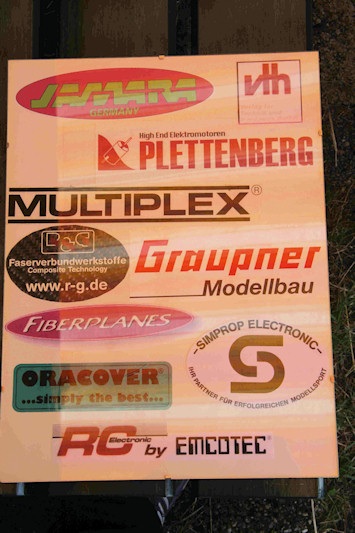 JAMARA
GERMANY
vth
High End Elektromotoren
PLETTENBERG
MULTIPLEX®
R&G
Faserverbundwerkstoffe
Composite Technology
www.r-g.de
Graupner
Modellbau
FIBERPLANES
SIMPROP ELECTRONIC
IHR PARTNER FÜR ERFOLGREICHEN MODELLSPORT
ORACOVER®
...simply the best...
RC Electronic by EMCOTEC®